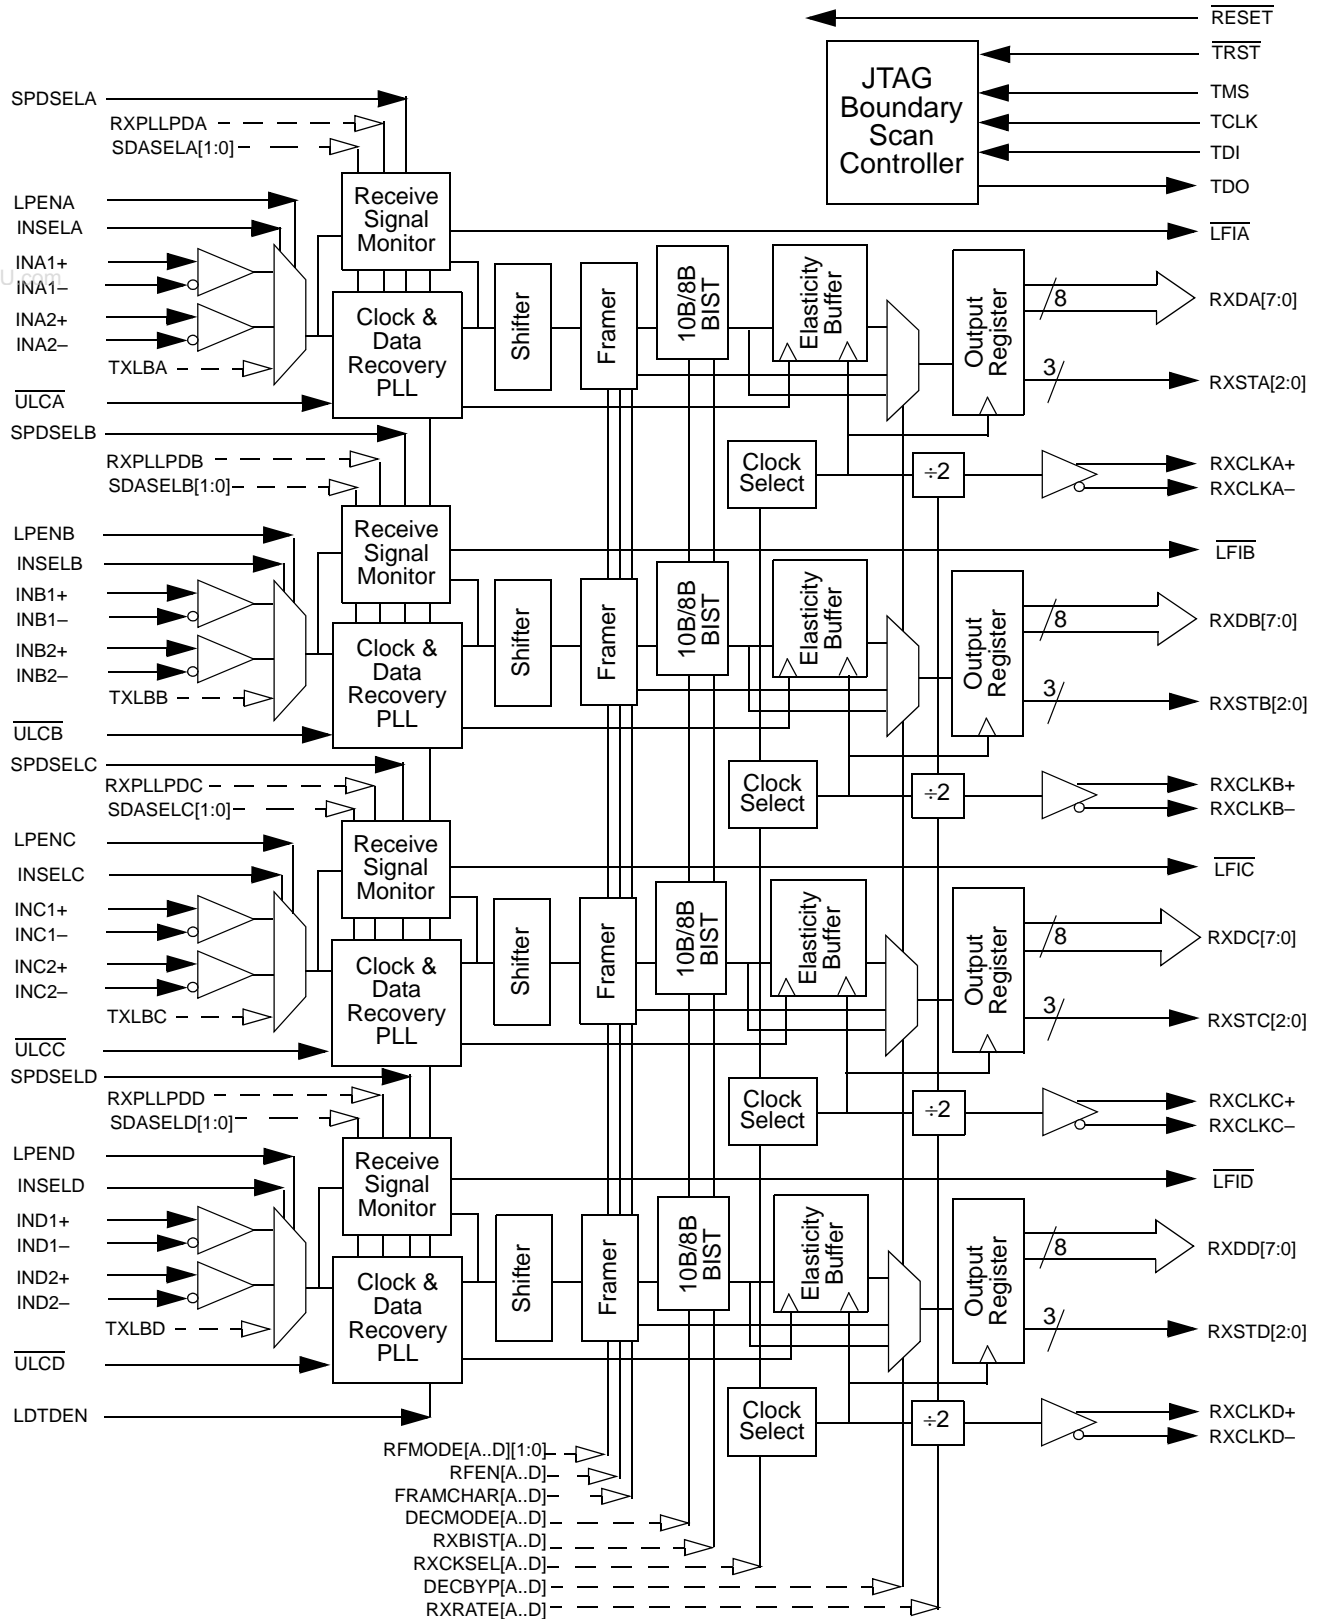 RESET
TRST
TMS
TCLK
TDI
TDO
JTAG
Boundary
Scan
Controller
SPDSELA
RXPLLPDA
SDASELA[1:0]
LPENA
INSELA
INA1+
INA1–
INA2+
INA2–
TXLBA
ULCA
U.com
Receive
Signal
Monitor
Clock &
Data
Recovery
PLL
Shifter
Framer
10B/8B
BIST
Elasticity
Buffer
Output
Register
Clock
Select
÷2
LFIA
8
RXDA[7:0]
3
RXSTA[2:0]
RXCLKA+
RXCLKA–
SPDSELB
RXPLLPDB
SDASELB[1:0]
LPENB
INSELB
INB1+
INB1–
INB2+
INB2–
TXLBB
ULCB
Receive
Signal
Monitor
Clock &
Data
Recovery
PLL
Shifter
Framer
10B/8B
BIST
Elasticity
Buffer
Output
Register
Clock
Select
÷2
LFIB
8
RXDB[7:0]
3
RXSTB[2:0]
RXCLKB+
RXCLKB–
SPDSELC
RXPLLPDC
SDASELC[1:0]
LPENC
INSELC
INC1+
INC1–
INC2+
INC2–
TXLBC
ULCC
Receive
Signal
Monitor
Clock &
Data
Recovery
PLL
Shifter
Framer
10B/8B
BIST
Elasticity
Buffer
Output
Register
Clock
Select
÷2
LFIC
8
RXDC[7:0]
3
RXSTC[2:0]
RXCLKC+
RXCLKC–
SPDSELD
RXPLLPDD
SDASELD[1:0]
LPEND
INSELD
IND1+
IND1–
IND2+
IND2–
TXLBD
ULCD
LDTDEN
Receive
Signal
Monitor
Clock &
Data
Recovery
PLL
Shifter
Framer
10B/8B
BIST
Elasticity
Buffer
Output
Register
Clock
Select
÷2
LFID
8
RXDD[7:0]
3
RXSTD[2:0]
RXCLKD+
RXCLKD–
RFMODE[A..D][1:0]
RFEN[A..D]
FRAMCHAR[A..D]
DECMODE[A..D]
RXBIST[A..D]
RXCKSEL[A..D]
DECBYP[A..D]
RXRATE[A..D]